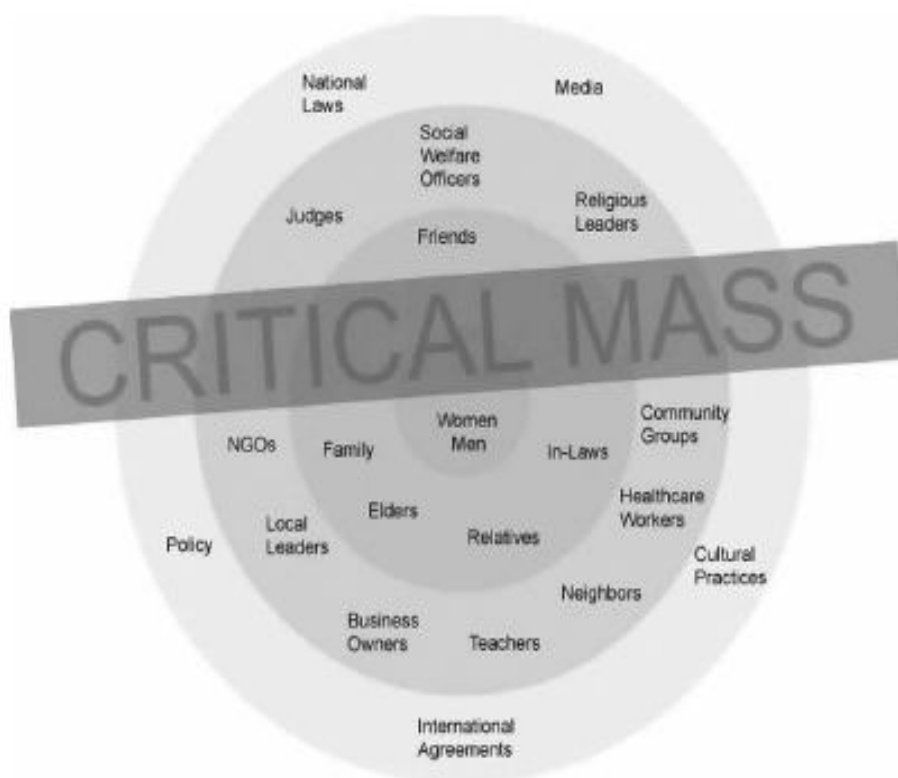 National
Laws
Media
Social
Welfare
Officers
Religious
Leaders
Judges
Friends
CRITICAL MASS
Women
Men
Community
Groups
NGOs
Family
In-Laws
Healthcare
Workers
Elders
Local
Leaders
Relatives
Policy
Cultural
Practices
Neighbors
Business
Owners
Teachers
International
Agreements